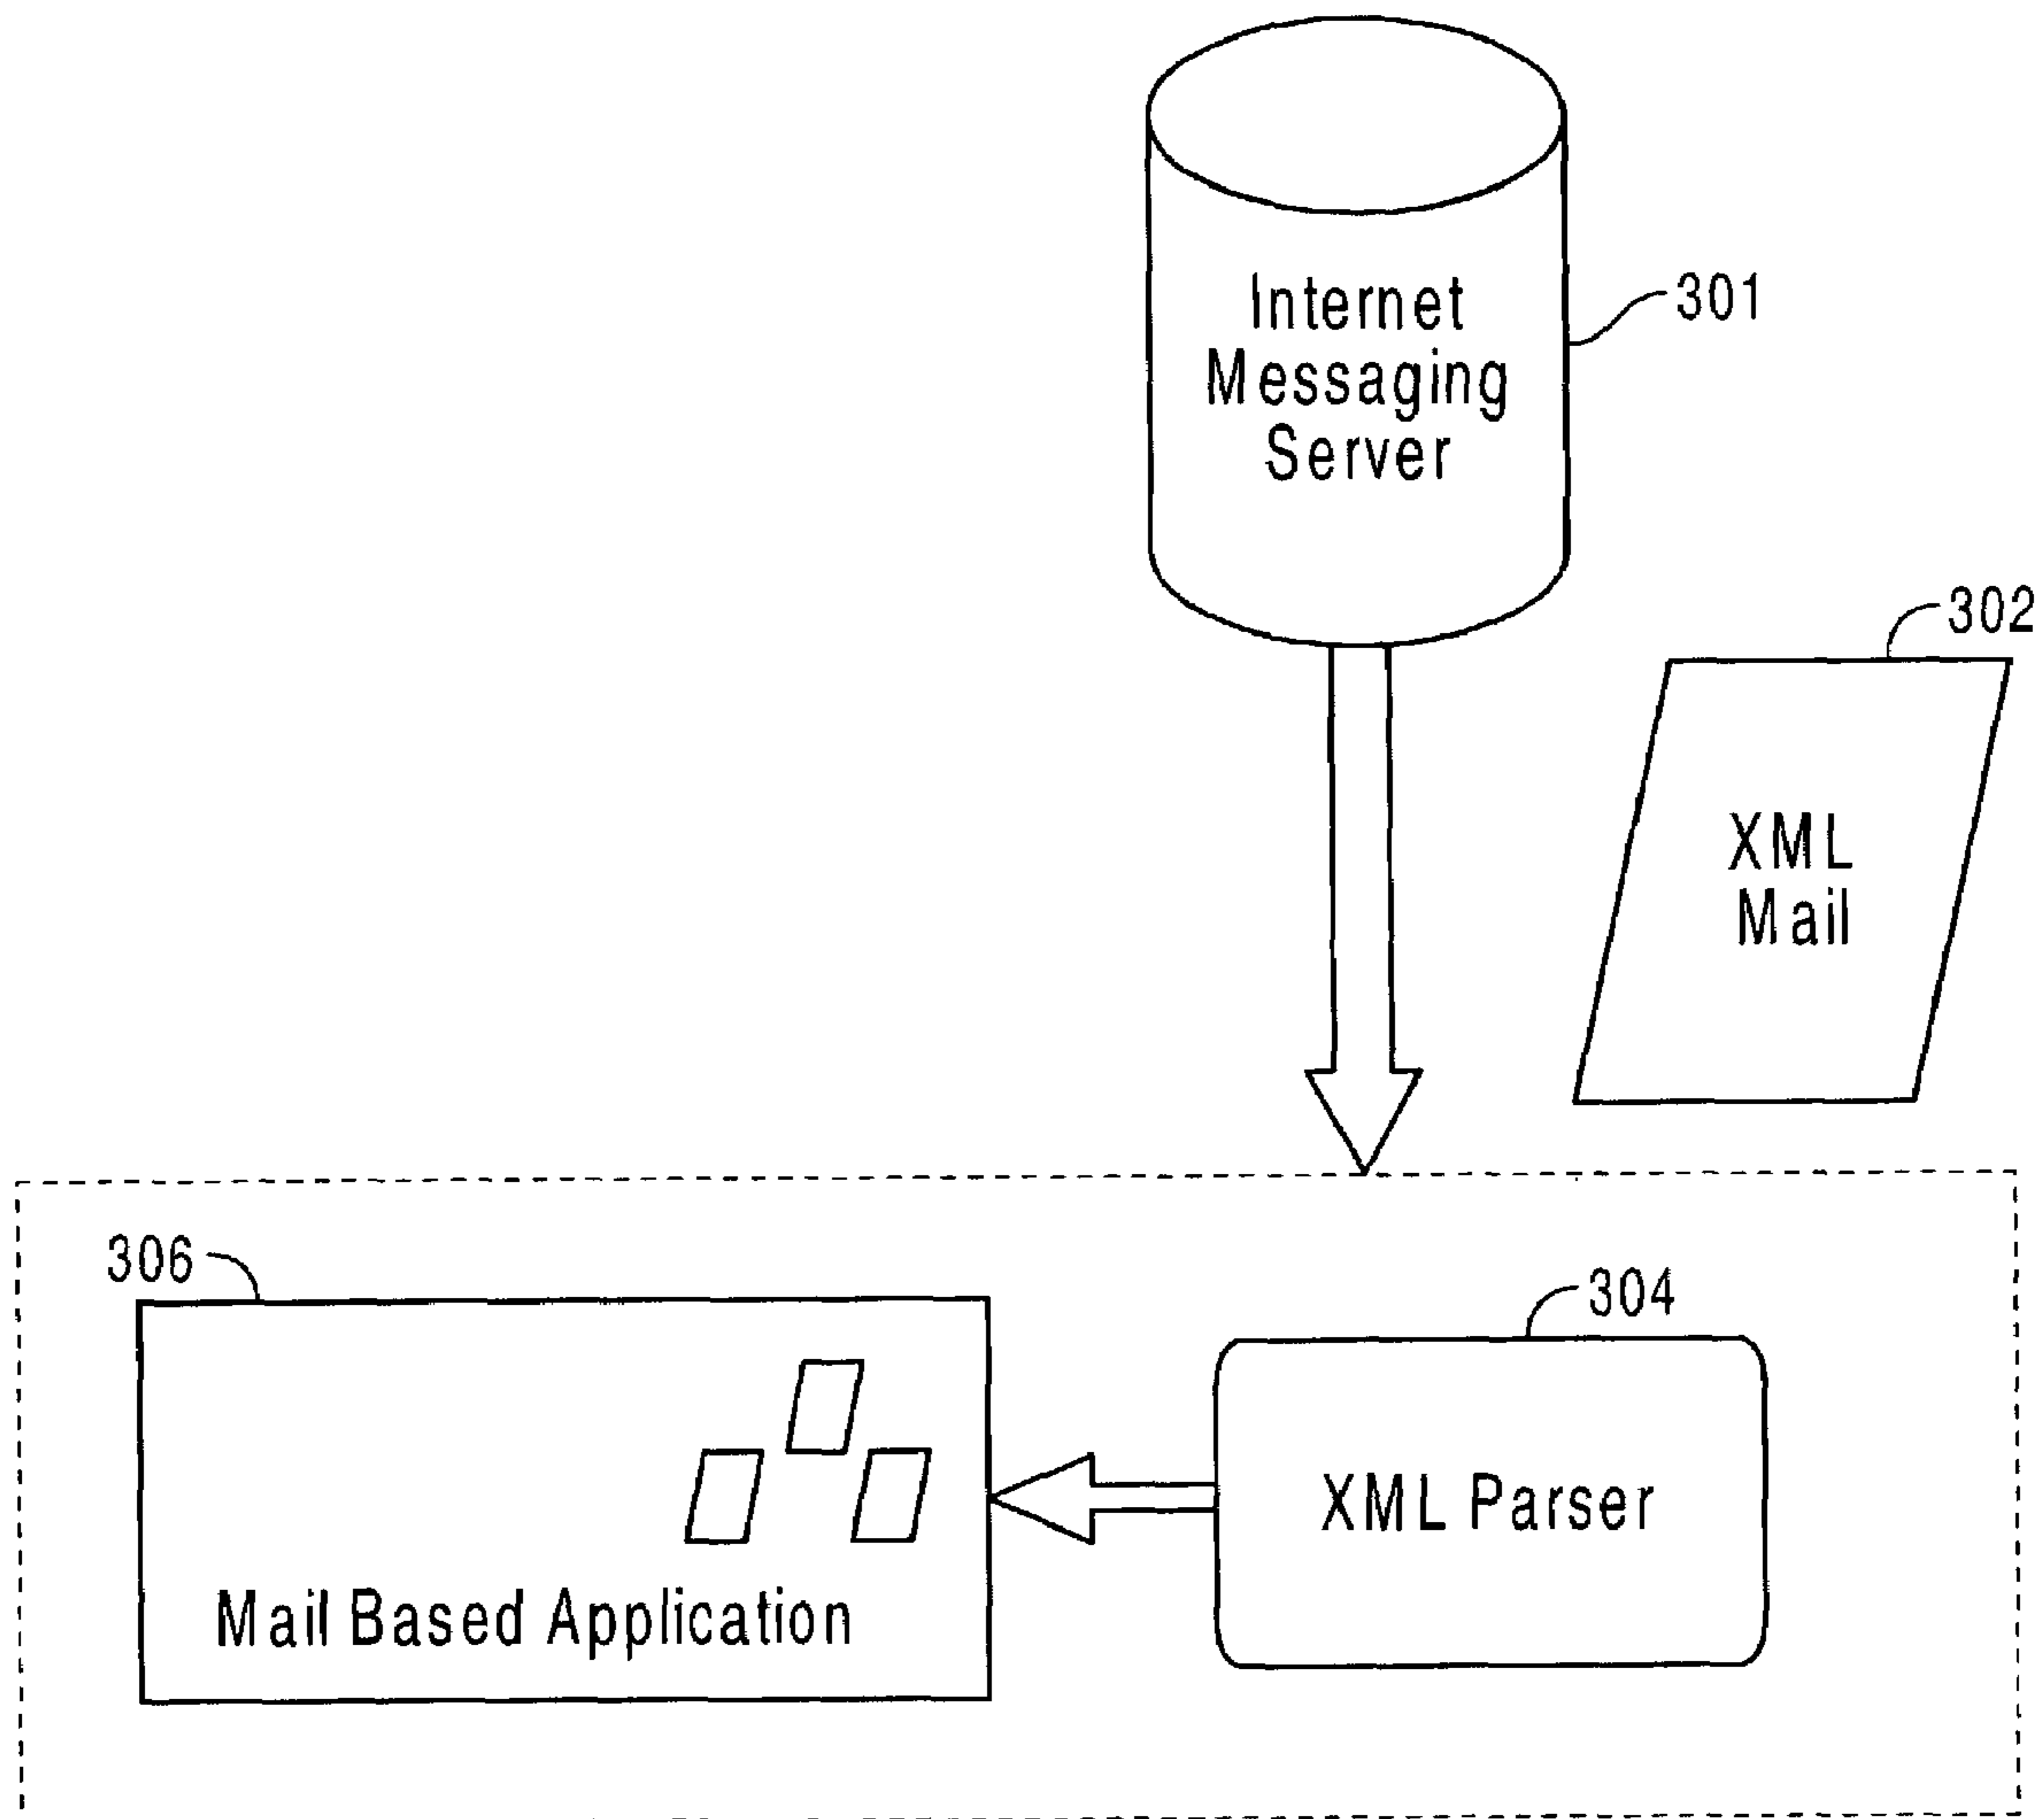 Internet
Messaging
Server
301
302
XML
Mail
306
304
XML Parser
Mail Based Application